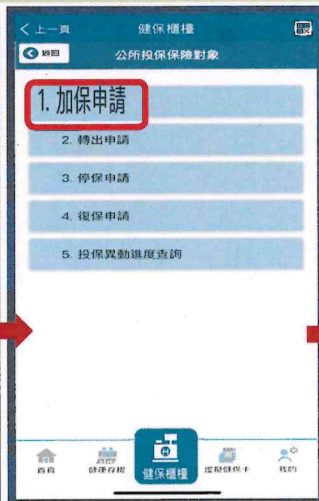 上一頁 健保櫃檯
返回 公所投保保險對象
1. 加保申請
2. 轉出申請
3. 停保申請
4. 復保申請
5. 投保異動進度查詢
首頁 健康存摺 健保櫃檯 虛擬健保卡 我的